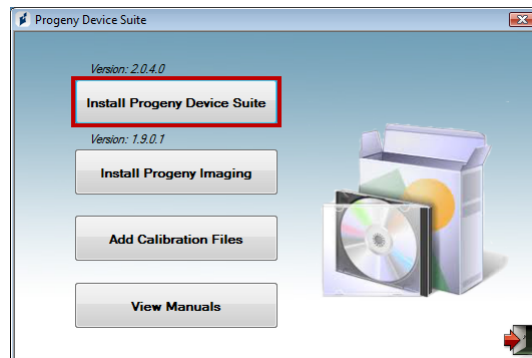 Progeny Device Suite
Version: 2.0.4.0
Install Progeny Device Suite
Version: 1.9.0.1
Install Progeny Imaging
Add Calibration Files
View Manuals